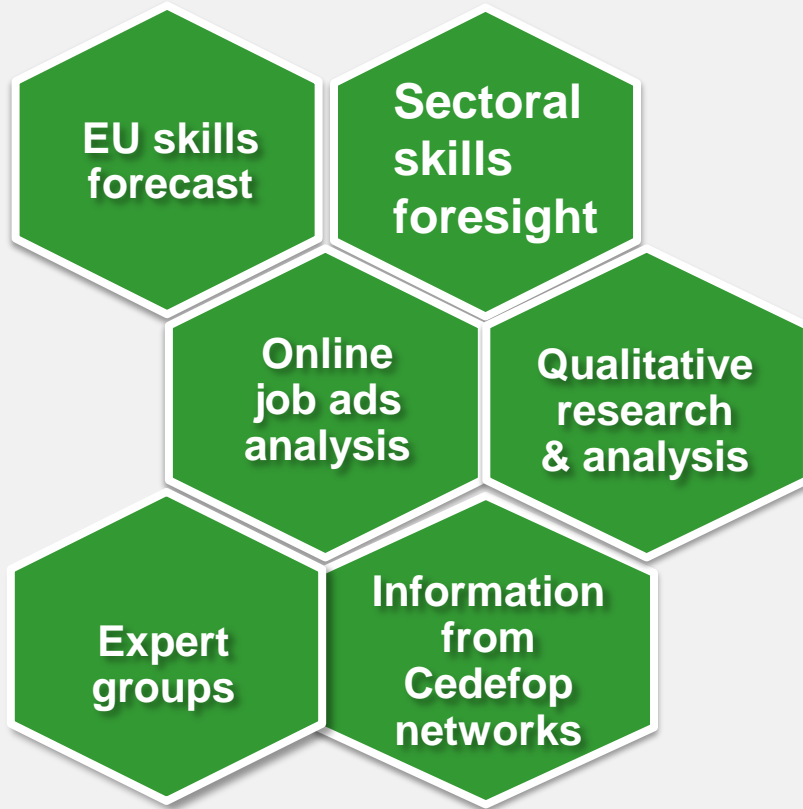 EU skills
forecast
Sectoral
skills
foresight
Online
job ads
analysis
Qualitative
research
& analysis
Expert
groups
Information
from
Cedefop
networks